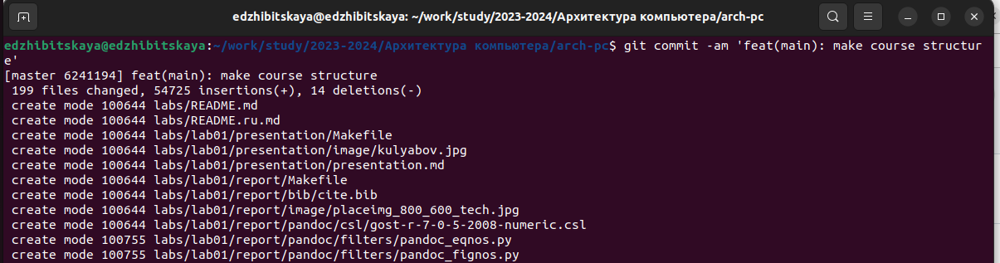 edzhibitskaya@edzhibitskaya: ~/work/study/2023-2024/Архитектура компьютера/arch-pc
edzhibitskaya@edzhibitskaya:~/work/study/2023-2024/Архитектура компьютера/arch-pc$ git commit -am 'feat(main): make course structur
e'
[master 6241194] feat(main): make course structure
 199 files changed, 54725 insertions(+), 14 deletions(-)
 create mode 100644 labs/README.md
 create mode 100644 labs/README.ru.md
 create mode 100644 labs/lab01/presentation/Makefile
 create mode 100644 labs/lab01/presentation/image/kulyabov.jpg
 create mode 100644 labs/lab01/presentation/presentation.md
 create mode 100644 labs/lab01/report/Makefile
 create mode 100644 labs/lab01/report/bib/cite.bib
 create mode 100644 labs/lab01/report/image/placeimg_800_600_tech.jpg
 create mode 100644 labs/lab01/report/pandoc/csl/gost-r-7-0-5-2008-numeric.csl
 create mode 100755 labs/lab01/report/pandoc/filters/pandoc_eqnos.py
 create mode 100755 labs/lab01/report/pandoc/filters/pandoc_fignos.py